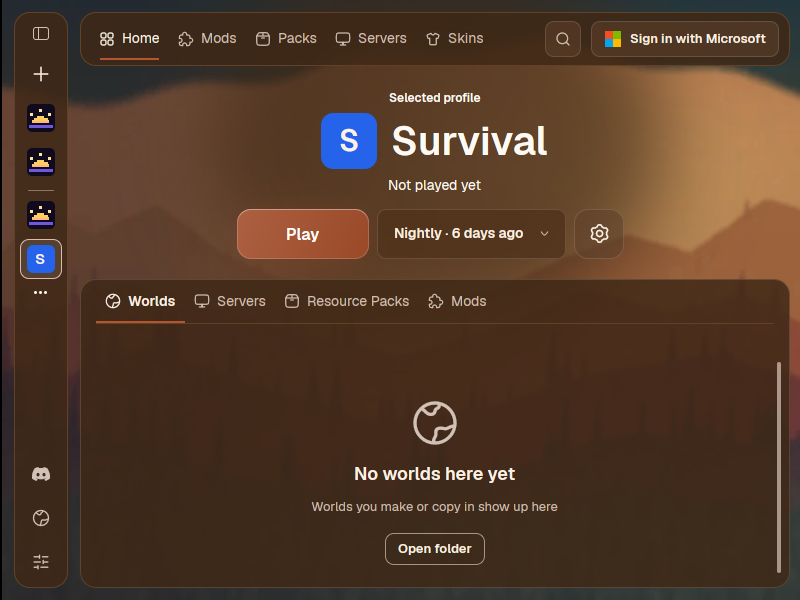 Home
Mods
Packs
Servers
Skins
Sign in with Microsoft
Selected profile
S
Survival
Not played yet
Play
Nightly · 6 days ago
S
Worlds
Servers
Resource Packs
Mods
No worlds here yet
Worlds you make or copy in show up here
Open folder